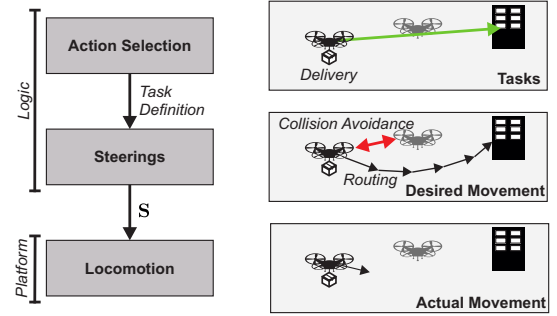 Action Selection
Logic
Task
Definition
Steerings
S
Platform
Locomotion
Delivery
Tasks
Collision Avoidance
Routing
Desired Movement
Actual Movement